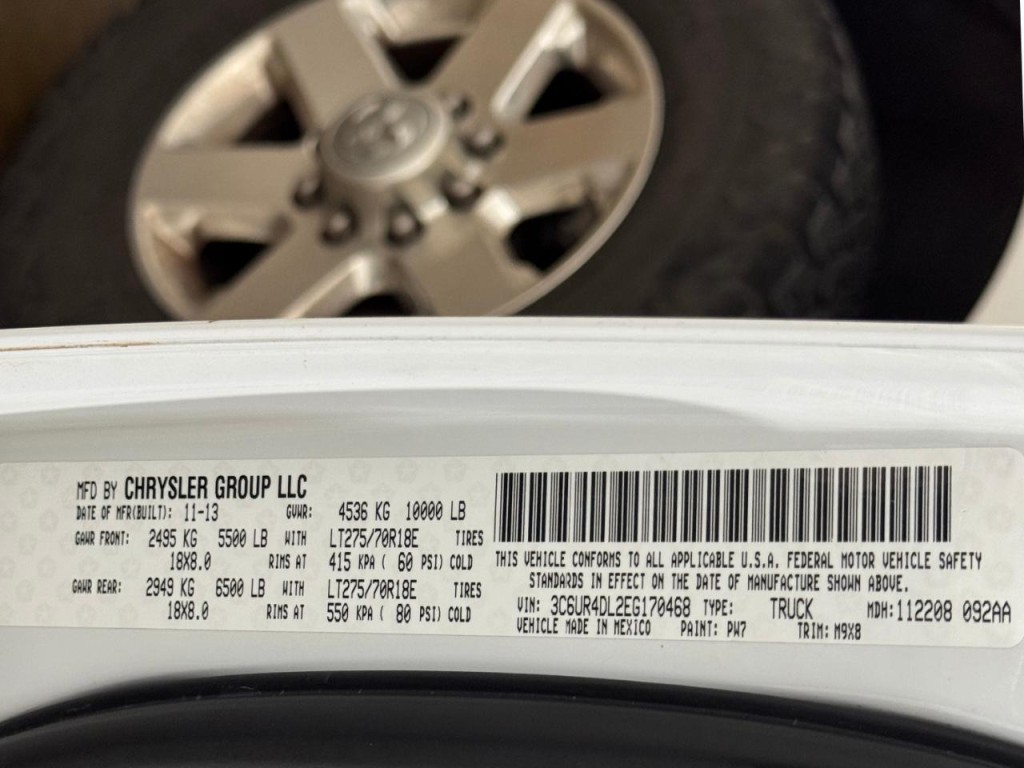 MFD BY CHRYSLER GROUP LLC
DATE OF MFR(BUILT): 11-13 GVWR: 4536 KG 10000 LB
GAWR FRONT: 2495 KG 5500 LB WITH LT275/70R18E TIRES
18X8.0 RIMS AT 415 KPA ( 60 PSI) COLD
GAWR REAR: 2949 KG 6500 LB WITH LT275/70R18E TIRES
18X8.0 RIMS AT 550 KPA ( 80 PSI) COLD
THIS VEHICLE CONFORMS TO ALL APPLICABLE U.S.A. FEDERAL MOTOR VEHICLE SAFETY
STANDARDS IN EFFECT ON THE DATE OF MANUFACTURE SHOWN ABOVE.
VIN: 3C6UR4DL2EG170468 TYPE: TRUCK MDH: 112208 092AA
VEHICLE MADE IN MEXICO PAINT: PW7 TRIM: M9X8